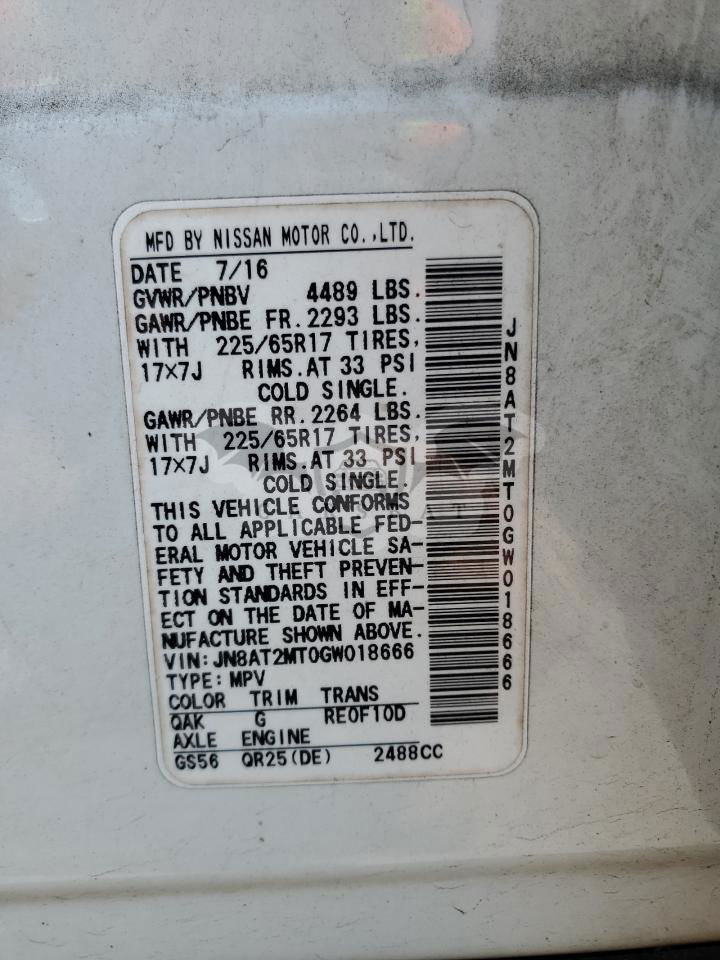 MFD BY NISSAN MOTOR CO.,LTD.
DATE 7/16
GVWR/PNBV 4489 LBS.
GAWR/PNBE FR. 2293 LBS.
WITH 225/65R17 TIRES,
17×7J RIMS.AT 33 PSI
COLD SINGLE.
GAWR/PNBE RR. 2264 LBS.
WITH 225/65R17 TIRES,
17×7J RIMS.AT 33 PSI
COLD SINGLE.
THIS VEHICLE CONFORMS
TO ALL APPLICABLE FED-
ERAL MOTOR VEHICLE SA-
FETY AND THEFT PREVEN-
TION STANDARDS IN EFF-
ECT ON THE DATE OF MA-
NUFACTURE SHOWN ABOVE.
VIN: JN8AT2MT0GW018666
TYPE: MPV
COLOR TRIM TRANS
QAK G RE0F10D
AXLE ENGINE
GS56 QR25(DE) 2488CC
JN8AT2MT0GW018666